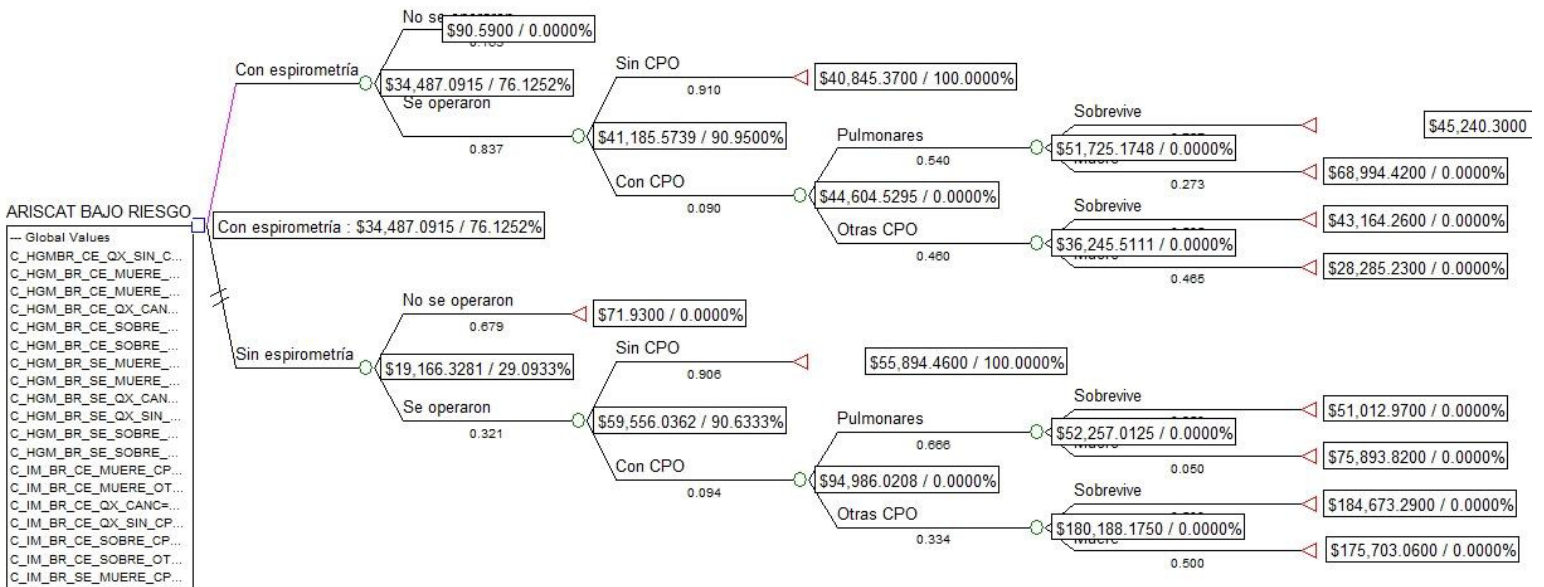 No se
$90.5900 / 0.0000%
Con espirometría
$34,487.0915 / 76.1252%
Se operaron
0.837
Sin CPO
0.910
$40,845.3700 / 100.0000%
$41,185.5739 / 90.9500%
Con CPO
0.090
$44,604.5295 / 0.0000%
Pulmonares
0.540
$51,725.1748 / 0.0000%
Sobrevive
$45,240.3000
0.273
$68,994.4200 / 0.0000%
Otras CPO
0.460
$36,245.5111 / 0.0000%
Sobrevive
$43,164.2600 / 0.0000%
0.465
$28,285.2300 / 0.0000%
ARISCAT BAJO RIESGO
Con espirometría : $34,487.0915 / 76.1252%
--- Global Values
C_HGMBR_CE_QX_SIN_C...
C_HGM_BR_CE_MUERE_...
C_HGM_BR_CE_MUERE_...
C_HGM_BR_CE_QX_CAN...
C_HGM_BR_CE_SOBRE_...
C_HGM_BR_CE_SOBRE_...
C_HGM_BR_SE_MUERE_...
C_HGM_BR_SE_MUERE_...
C_HGM_BR_SE_QX_CAN...
C_HGM_BR_SE_QX_SIN_...
C_HGM_BR_SE_SOBRE_...
C_HGM_BR_SE_SOBRE_...
C_IM_BR_CE_MUERE_CP...
C_IM_BR_CE_MUERE_OT...
C_IM_BR_CE_QX_CANC=...
C_IM_BR_CE_QX_SIN_CP...
C_IM_BR_CE_SOBRE_CP...
C_IM_BR_CE_SOBRE_OT...
C_IM_BR_SE_MUERE_CP...
Sin espirometría
$19,166.3281 / 29.0933%
No se operaron
0.679
$71.9300 / 0.0000%
Se operaron
0.321
Sin CPO
0.906
$55,894.4600 / 100.0000%
$59,556.0362 / 90.6333%
Con CPO
0.094
$94,986.0208 / 0.0000%
Pulmonares
0.666
$52,257.0125 / 0.0000%
Sobrevive
$51,012.9700 / 0.0000%
0.050
$75,893.8200 / 0.0000%
Otras CPO
0.334
$180,188.1750 / 0.0000%
Sobrevive
$184,673.2900 / 0.0000%
0.500
$175,703.0600 / 0.0000%